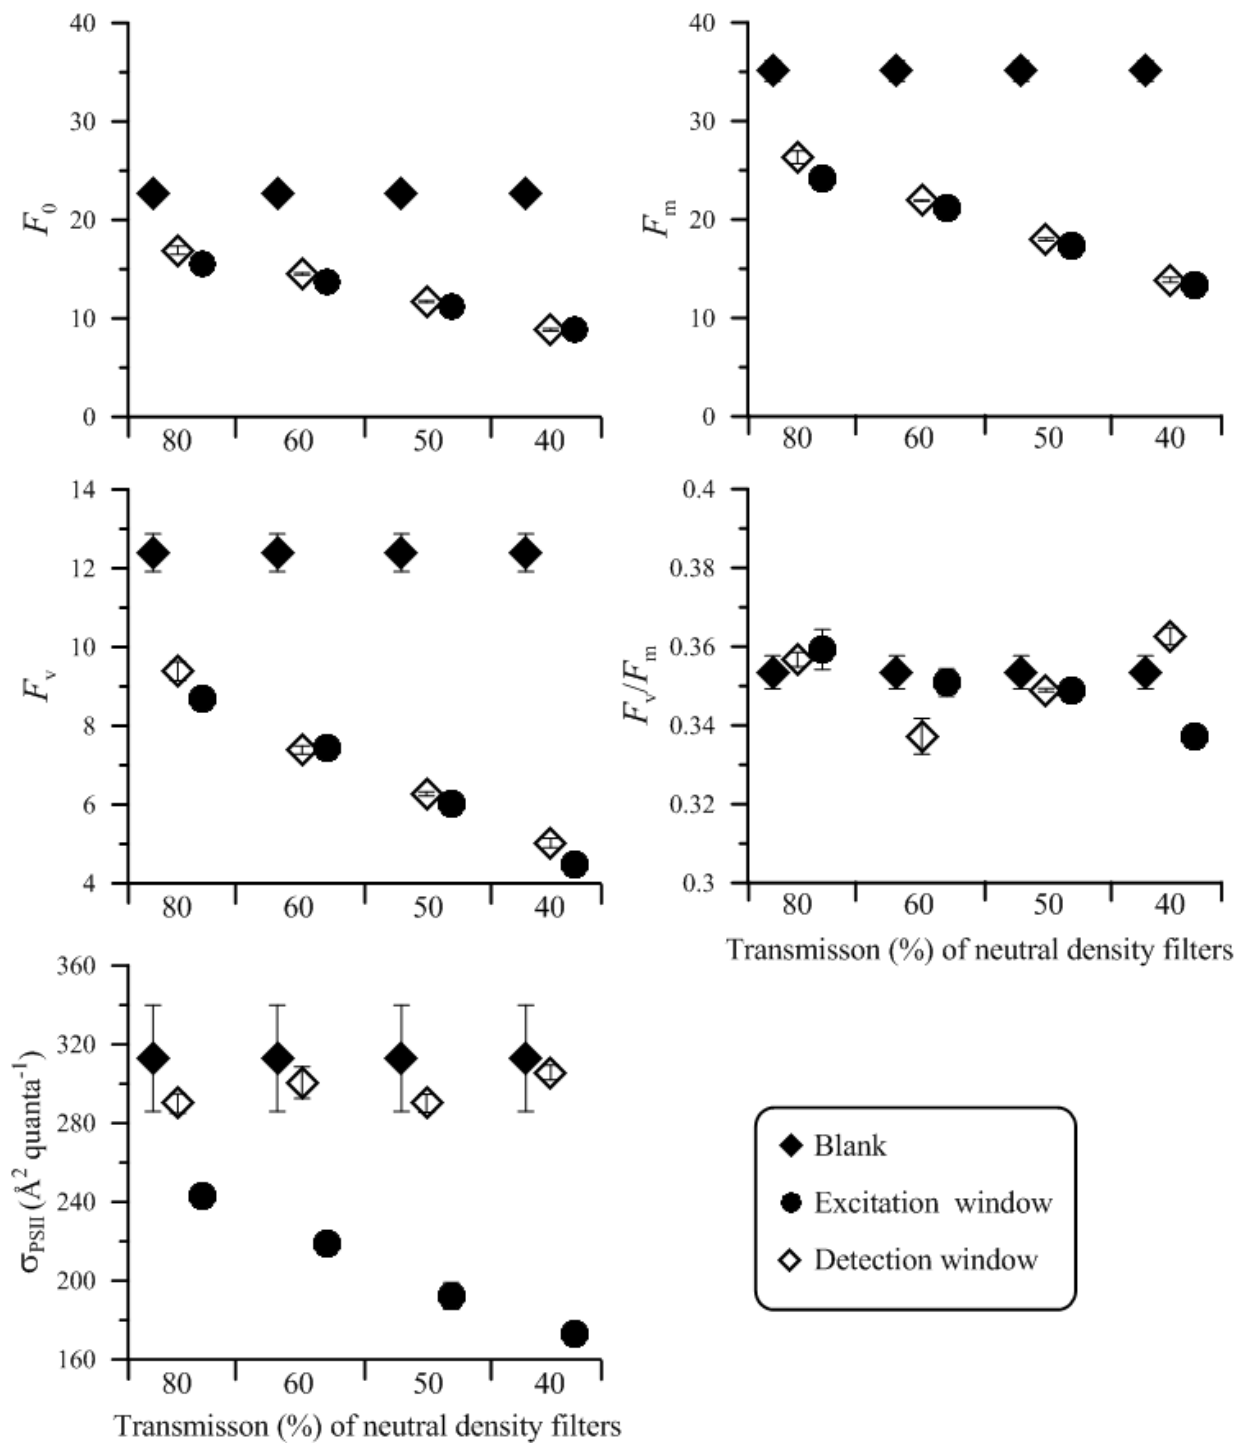 40
30
20
10
0
F0
80 60 50 40
40
30
20
10
0
Fm
80 60 50 40
14
12
10
8
6
4
Fv
80 60 50 40
0.4
0.38
0.36
0.34
0.32
0.3
Fv/Fm
80 60 50 40
Transmisson (%) of neutral density filters
360
320
280
240
200
160
σPSII (Å2 quanta-1)
80 60 50 40
Transmisson (%) of neutral density filters
Blank
Excitation window
Detection window